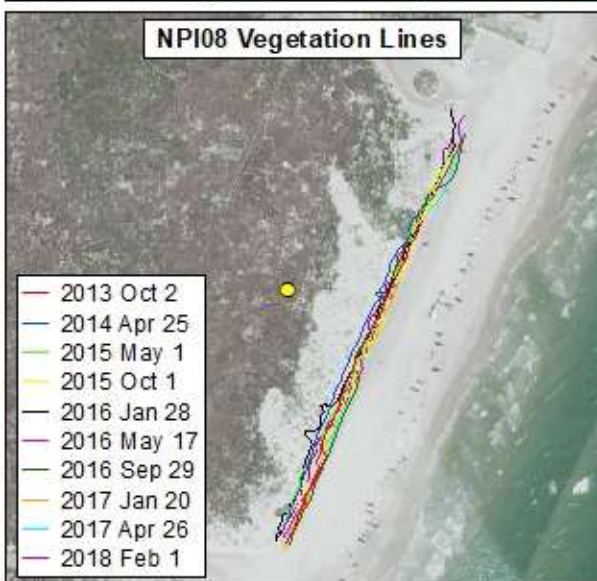 NPI08 Vegetation Lines
2013 Oct 2
2014 Apr 25
2015 May 1
2015 Oct 1
2016 Jan 28
2016 May 17
2016 Sep 29
2017 Jan 20
2017 Apr 26
2018 Feb 1